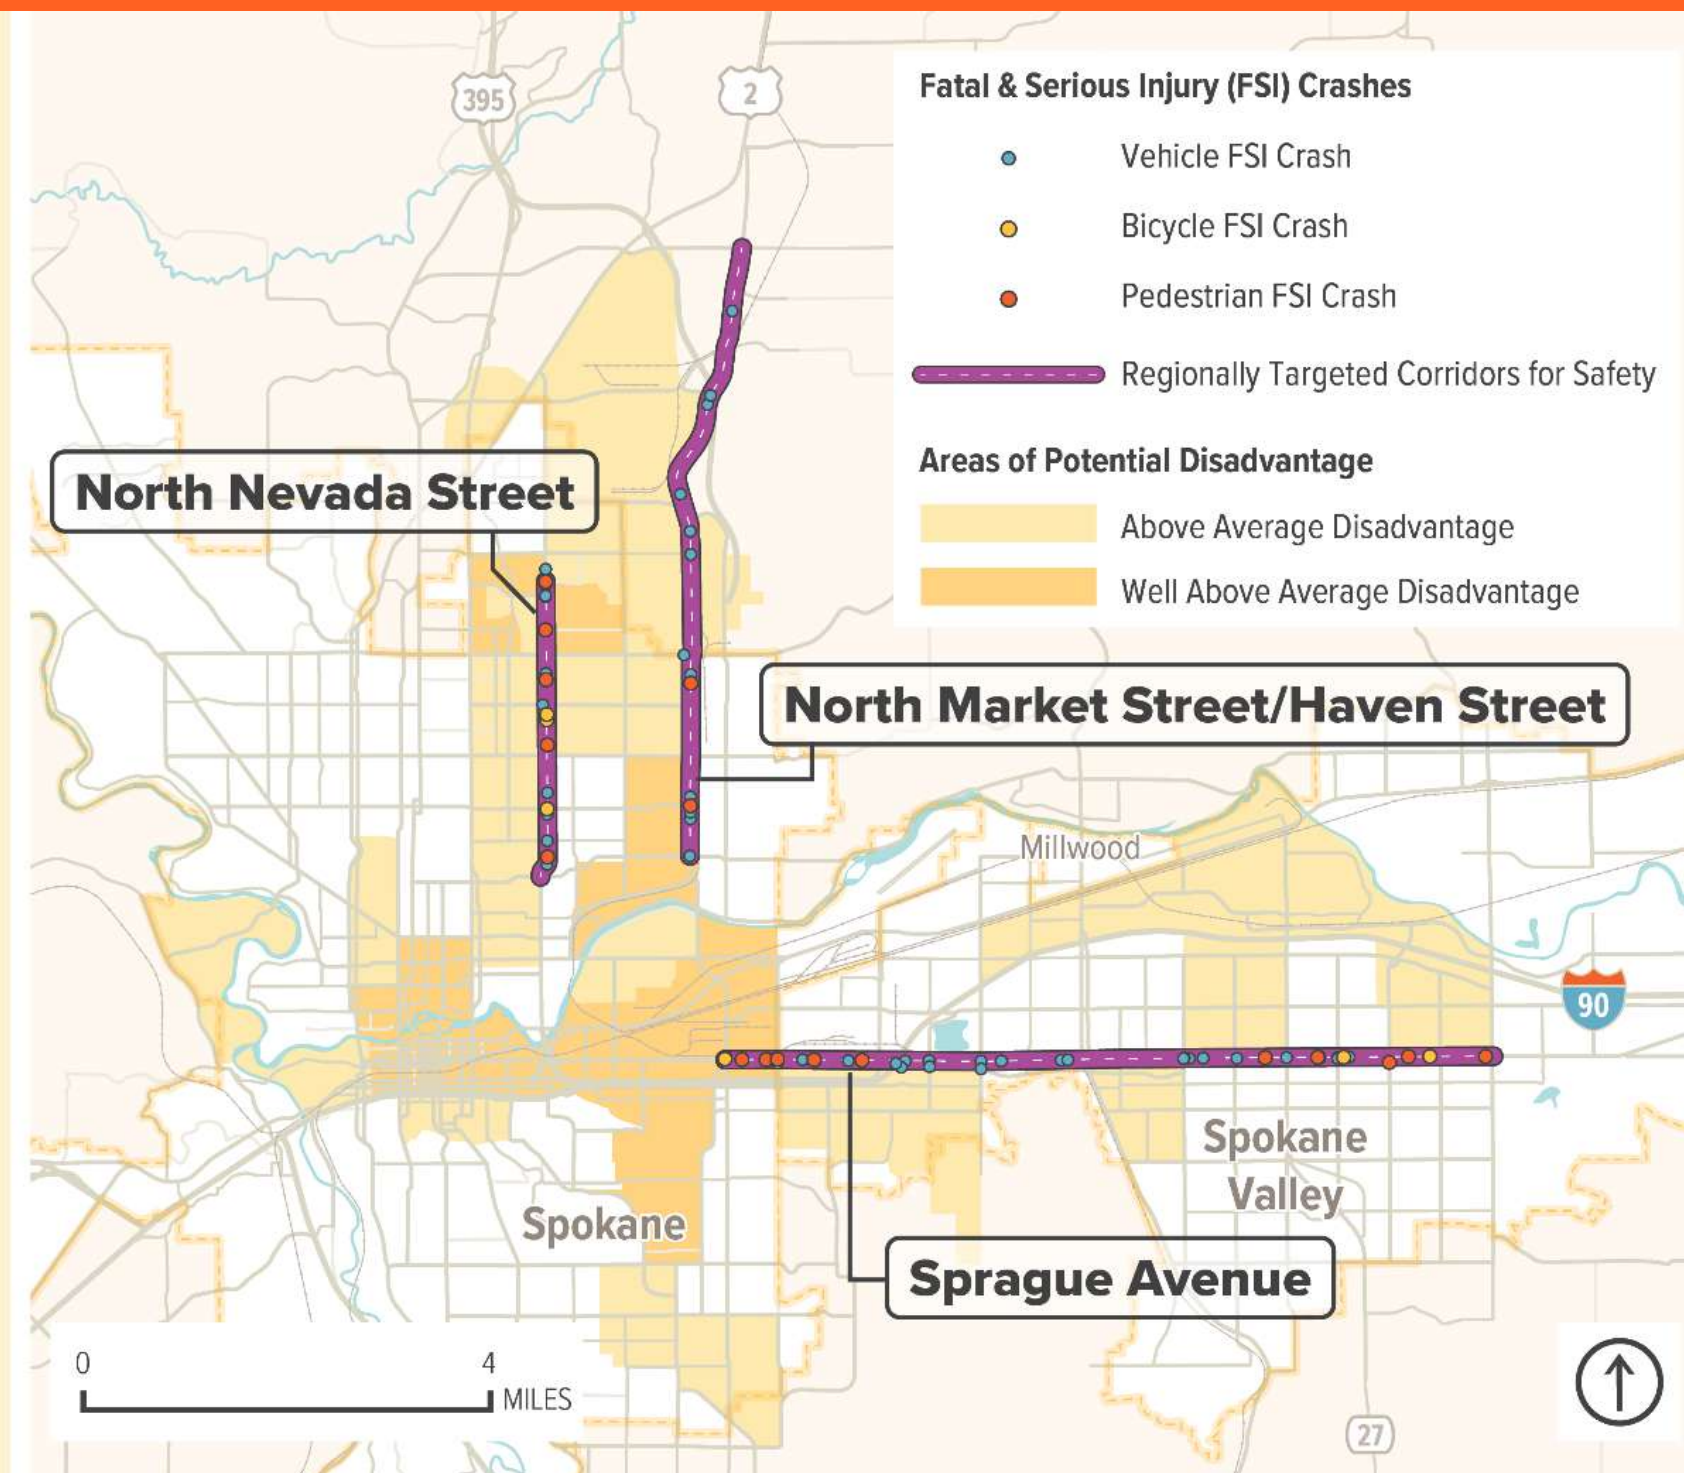 395
2
Fatal & Serious Injury (FSI) Crashes
Vehicle FSI Crash
Bicycle FSI Crash
Pedestrian FSI Crash
Regionally Targeted Corridors for Safety
Areas of Potential Disadvantage
Above Average Disadvantage
Well Above Average Disadvantage
North Nevada Street
North Market Street/Haven Street
Millwood
90
Spokane
Valley
Spokane
Sprague Avenue
0 4
MILES
27